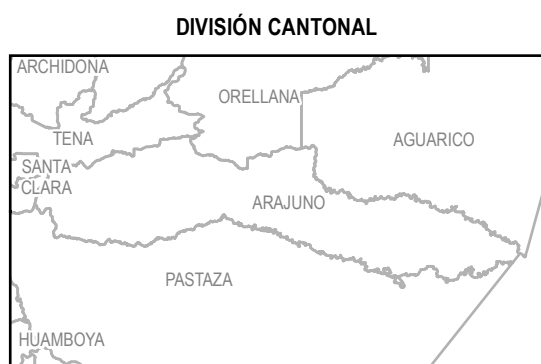 DIVISIÓN CANTONAL
ARCHIDONA
ORELLANA
TENA
AGUARICO
SANTA
CLARA
ARAJUNO
PASTAZA
HUAMBOYA